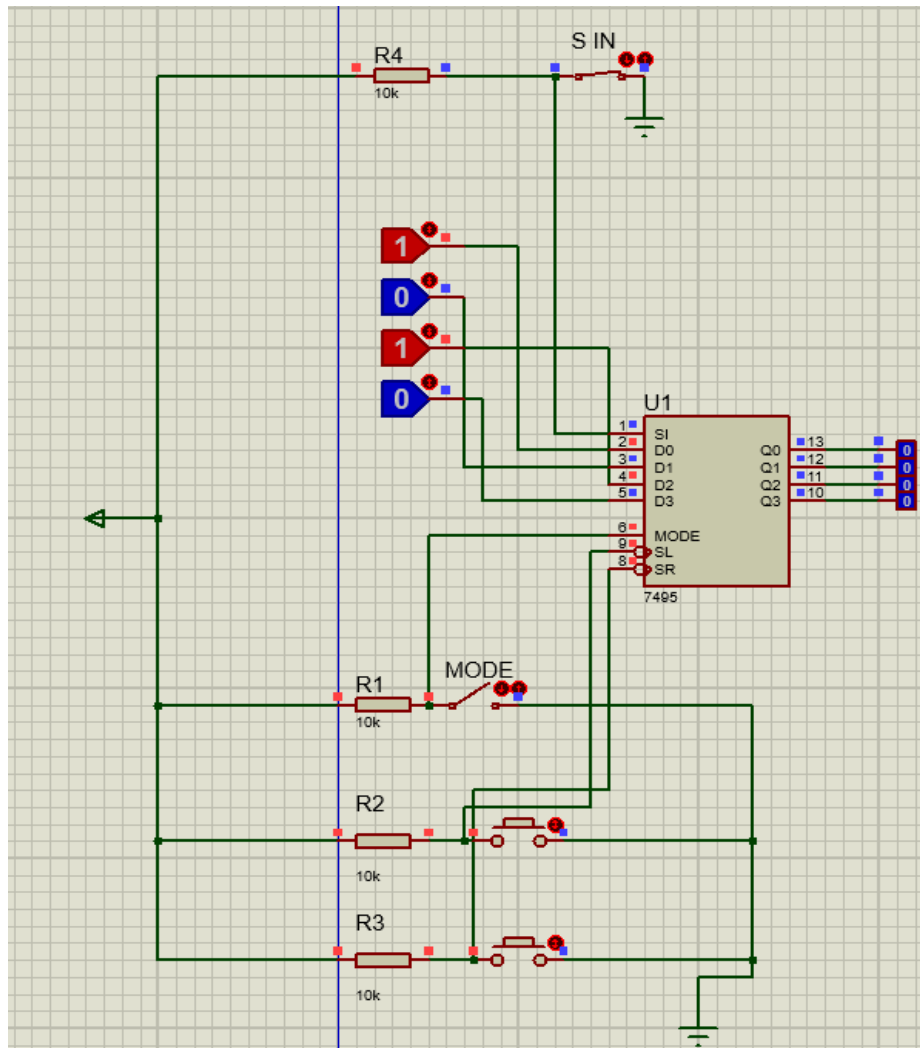 S IN
R4
10k
1
0
1
0
U1
1 SI
2 D0 Q0 13 0
3 D1 Q1 12 0
4 D2 Q2 11 0
5 D3 Q3 10 0
6 MODE
9 SL
8 SR
7495
MODE
R1
10k
R2
10k
R3
10k